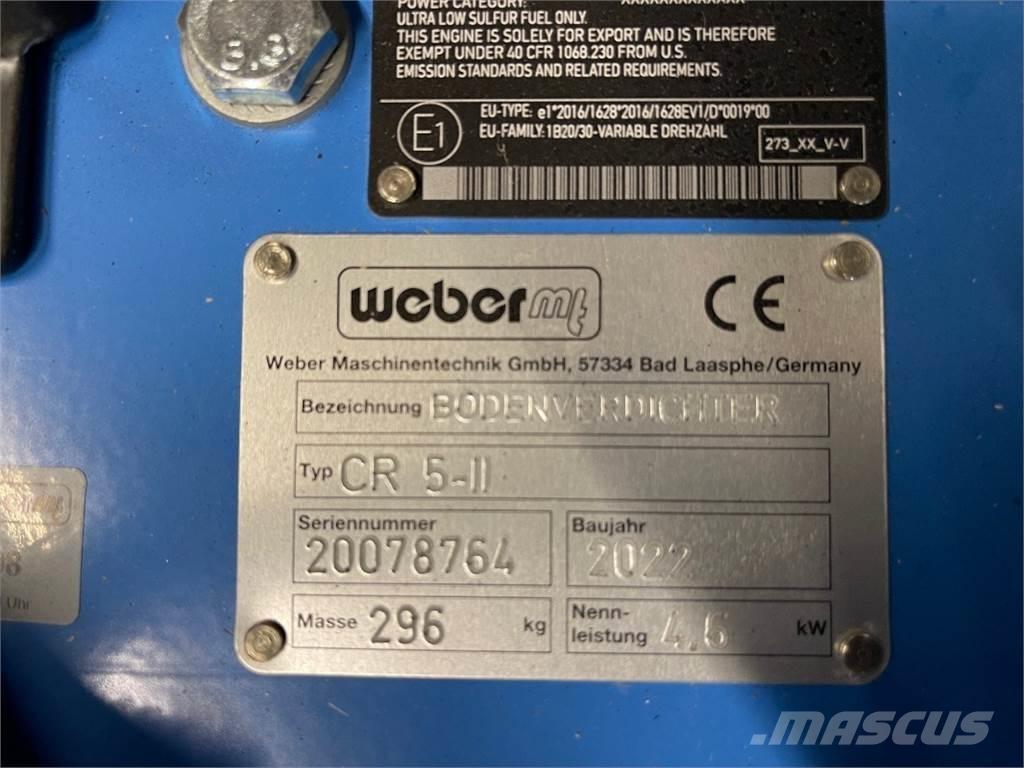 POWER CATEGORY: XXXXXXXXXXXXX
ULTRA LOW SULFUR FUEL ONLY.
THIS ENGINE IS SOLELY FOR EXPORT AND IS THEREFORE
EXEMPT UNDER 40 CFR 1068.230 FROM U.S.
EMISSION STANDARDS AND RELATED REQUIREMENTS.
E1
EU-TYPE: e1*2016/1628*2016/1628EV1/D*0019*00
EU-FAMILY: 1B20/30-VARIABLE DREHZAHL
273_XX_V-V
8.8
weber mt
CE
Weber Maschinentechnik GmbH, 57334 Bad Laasphe/Germany
Bezeichnung BODENVERDICHTER
Typ CR 5-II
Seriennummer
20078764
Baujahr
2022
Masse 296 kg
Nenn-
leistung 4,6 kW
Uhr
MASCUS